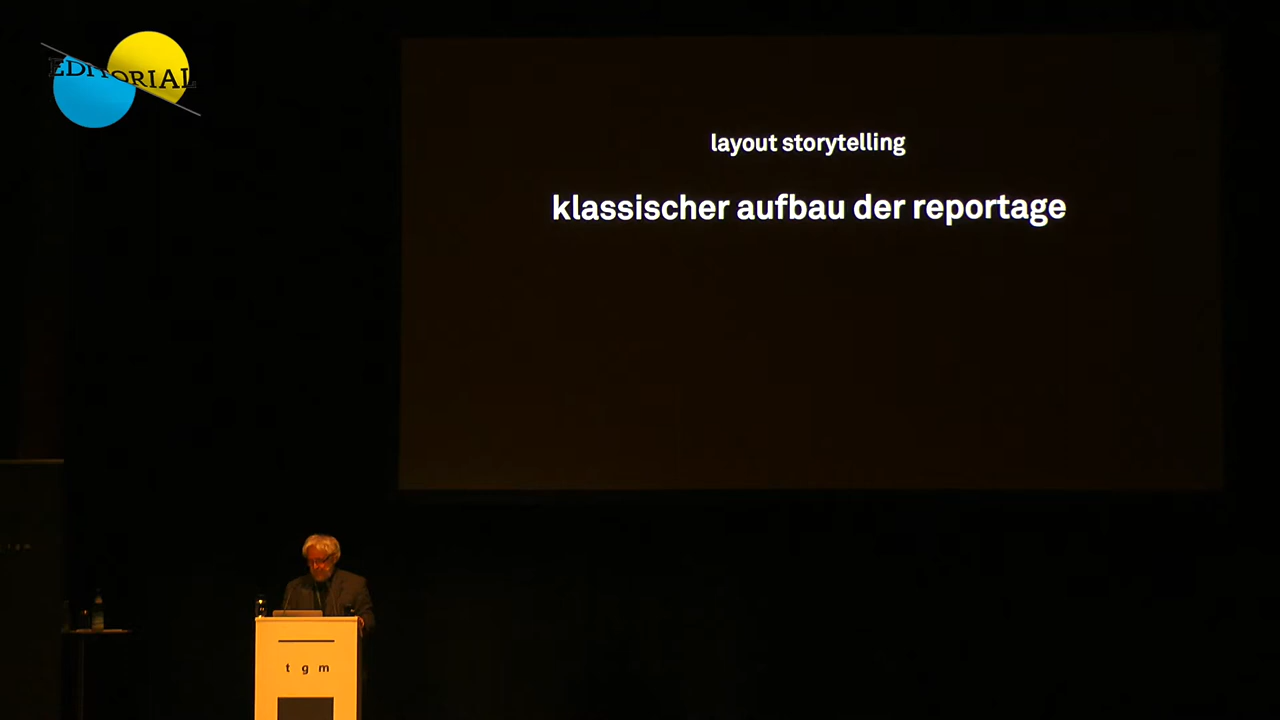 EDITORIAL
layout storytelling
klassischer aufbau der reportage
t g m